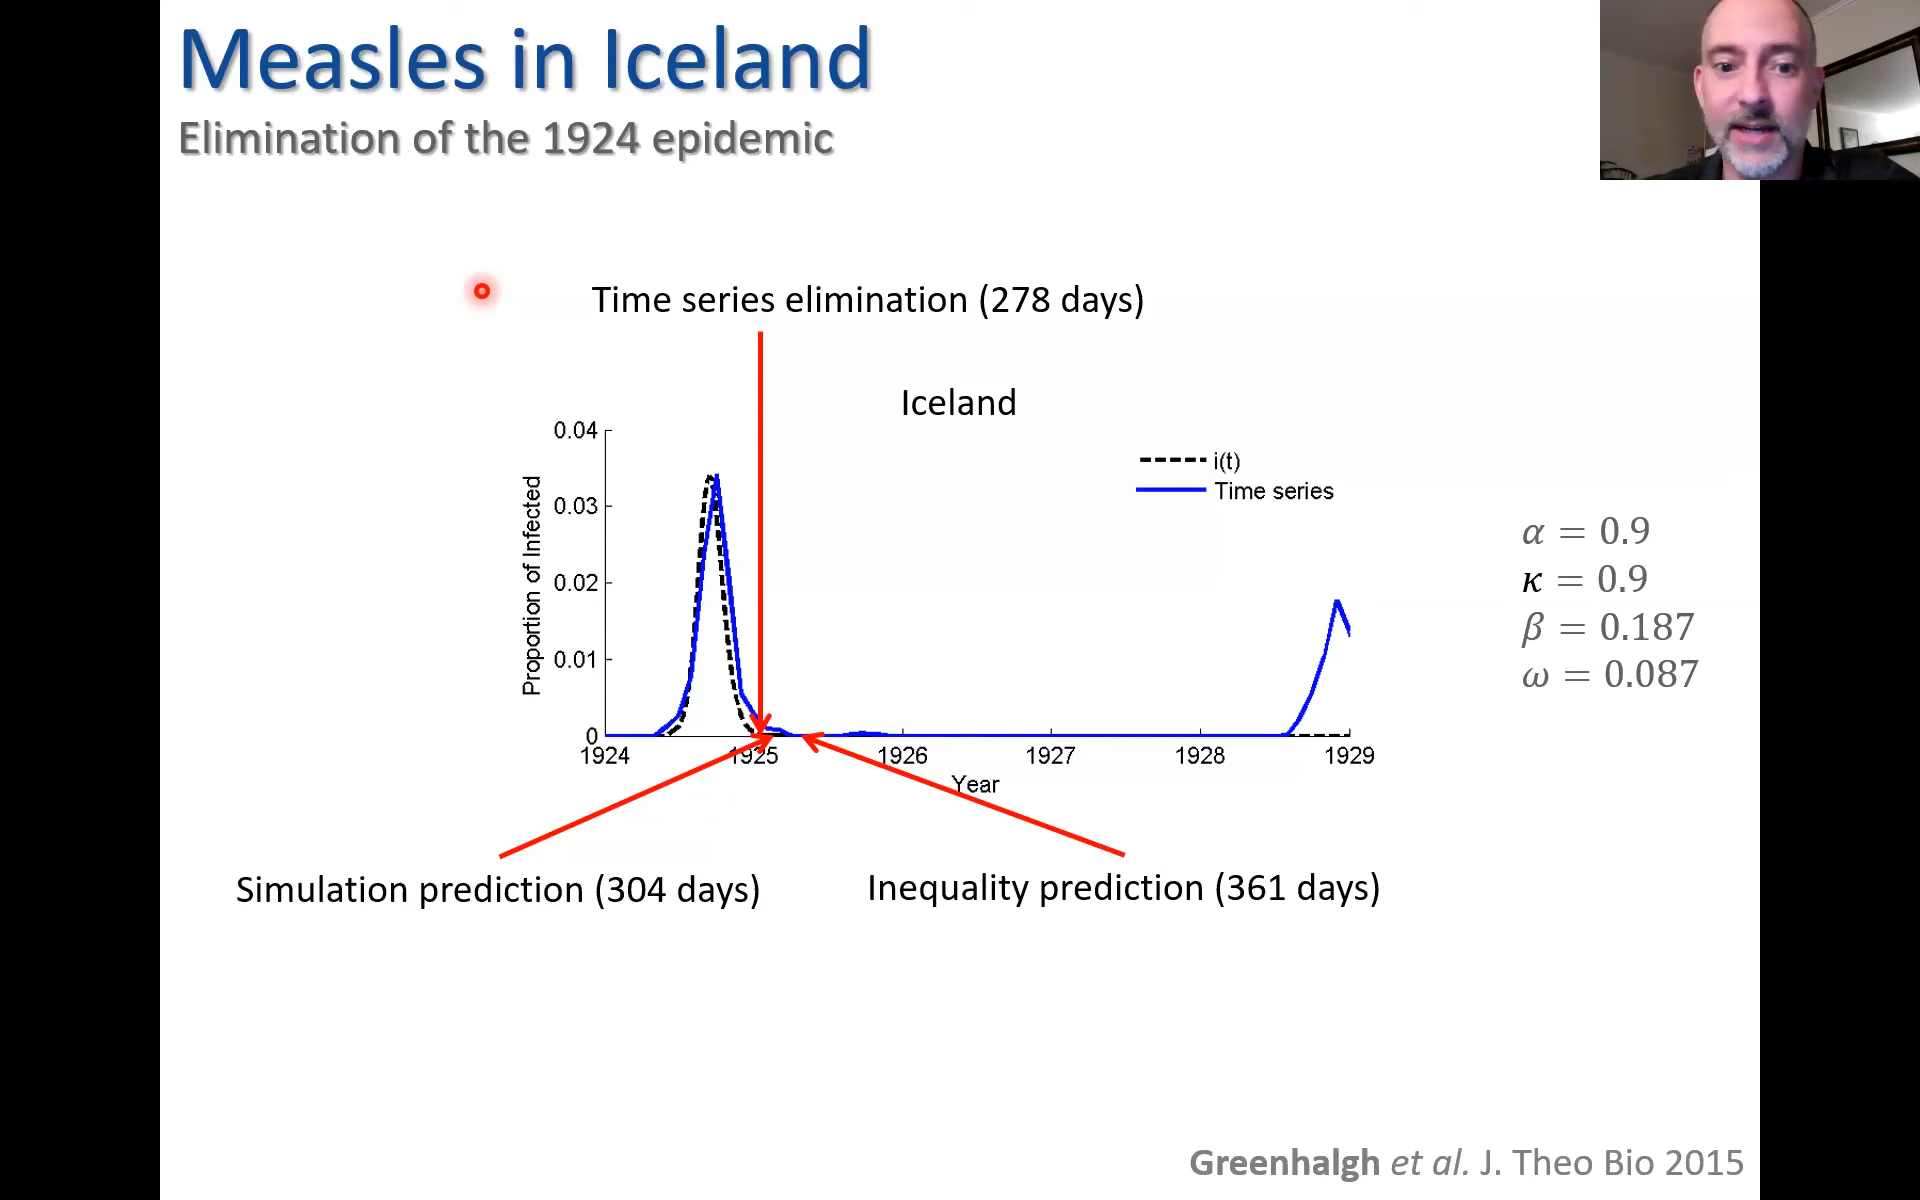 Measles in Iceland
Elimination of the 1924 epidemic
Time series elimination (278 days)
Iceland
Proportion of Infected
0.04
0.03
0.02
0.01
0
i(t)
Time series
1924 1925 1926 1927 1928 1929
Year
α = 0.9
κ = 0.9
β = 0.187
ω = 0.087
Simulation prediction (304 days)
Inequality prediction (361 days)
Greenhalgh et al. J. Theo Bio 2015